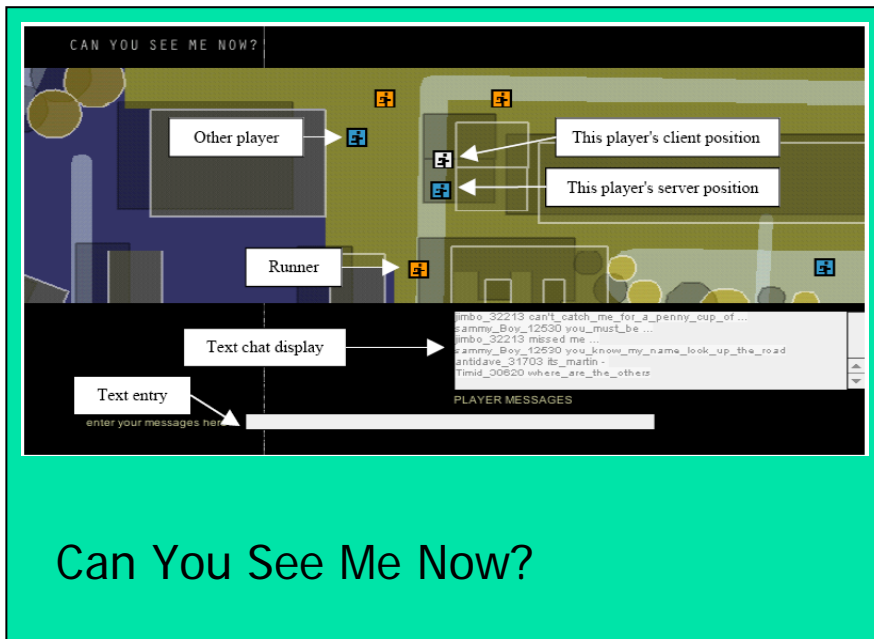 CAN YOU SEE ME NOW?
Other player
This player's client position
This player's server position
Runner
Text chat display
jimbo_32213 can't_catch_me_for_a_penny_cup_of ...
sammy_Boy_12530 you_must_be ...
jimbo_32213 missed me ...
sammy_Boy_12530 you_know_my_name_look_up_the_road
antidave_31703 its_martin -
Timid_30620 where_are_the_others
Text entry
PLAYER MESSAGES
enter your messages here
Can You See Me Now?